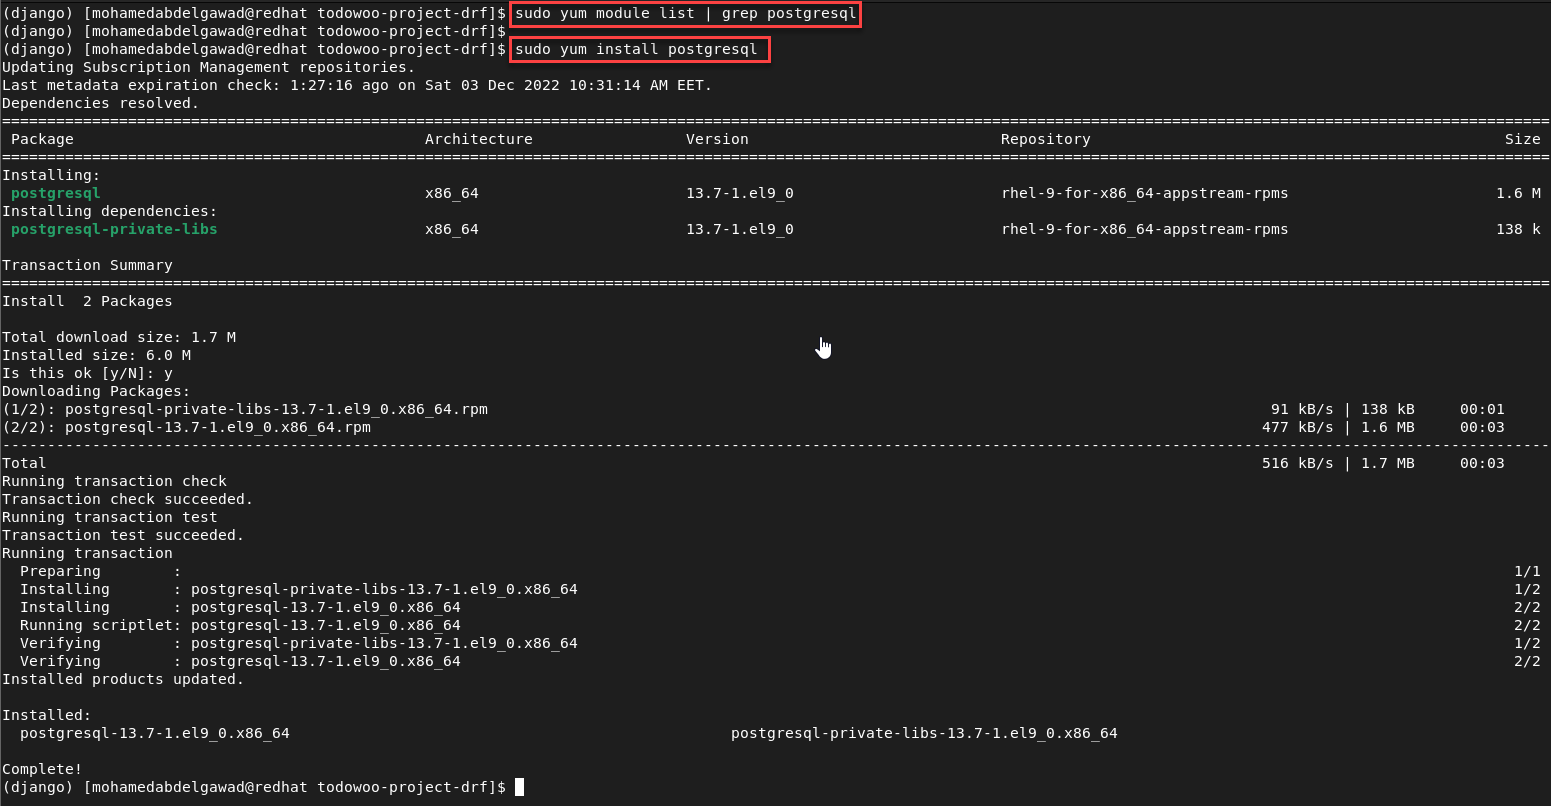 (django) [mohamedabdelgawad@redhat todowoo-project-drf]$ sudo yum module list | grep postgresql
(django) [mohamedabdelgawad@redhat todowoo-project-drf]$
(django) [mohamedabdelgawad@redhat todowoo-project-drf]$ sudo yum install postgresql
Updating Subscription Management repositories.
Last metadata expiration check: 1:27:16 ago on Sat 03 Dec 2022 10:31:14 AM EET.
Dependencies resolved.
================================================================================
Package Architecture Version Repository Size
================================================================================
Installing:
postgresql x86_64 13.7-1.el9_0 rhel-9-for-x86_64-appstream-rpms 1.6 M
Installing dependencies:
postgresql-private-libs x86_64 13.7-1.el9_0 rhel-9-for-x86_64-appstream-rpms 138 k
Transaction Summary
================================================================================
Install  2 Packages
Total download size: 1.7 M
Installed size: 6.0 M
Is this ok [y/N]: y
Downloading Packages:
(1/2): postgresql-private-libs-13.7-1.el9_0.x86_64.rpm 91 kB/s | 138 kB 00:01
(2/2): postgresql-13.7-1.el9_0.x86_64.rpm 477 kB/s | 1.6 MB 00:03
--------------------------------------------------------------------------------
Total 516 kB/s | 1.7 MB 00:03
Running transaction check
Transaction check succeeded.
Running transaction test
Transaction test succeeded.
Running transaction
Preparing : 1/1
Installing : postgresql-private-libs-13.7-1.el9_0.x86_64 1/2
Installing : postgresql-13.7-1.el9_0.x86_64 2/2
Running scriptlet: postgresql-13.7-1.el9_0.x86_64 2/2
Verifying : postgresql-private-libs-13.7-1.el9_0.x86_64 1/2
Verifying : postgresql-13.7-1.el9_0.x86_64 2/2
Installed products updated.
Installed:
postgresql-13.7-1.el9_0.x86_64 postgresql-private-libs-13.7-1.el9_0.x86_64
Complete!
(django) [mohamedabdelgawad@redhat todowoo-project-drf]$